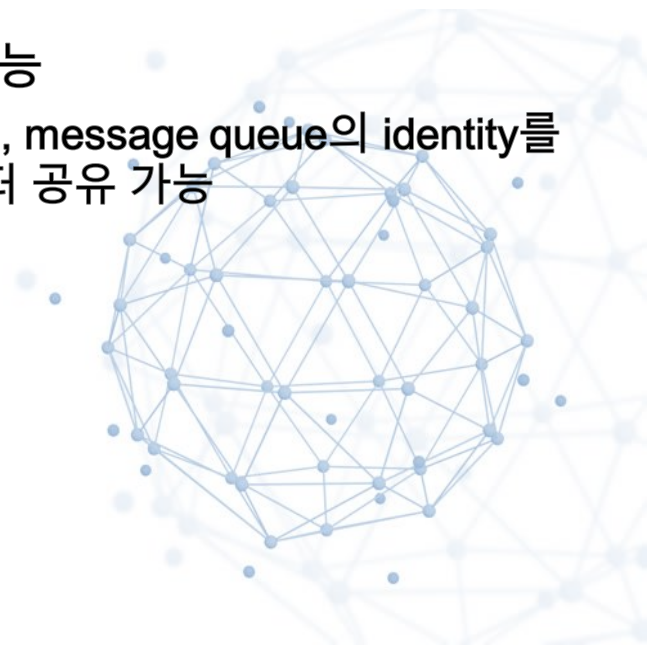 능
, message queue의 identity를
퍼 공유 가능